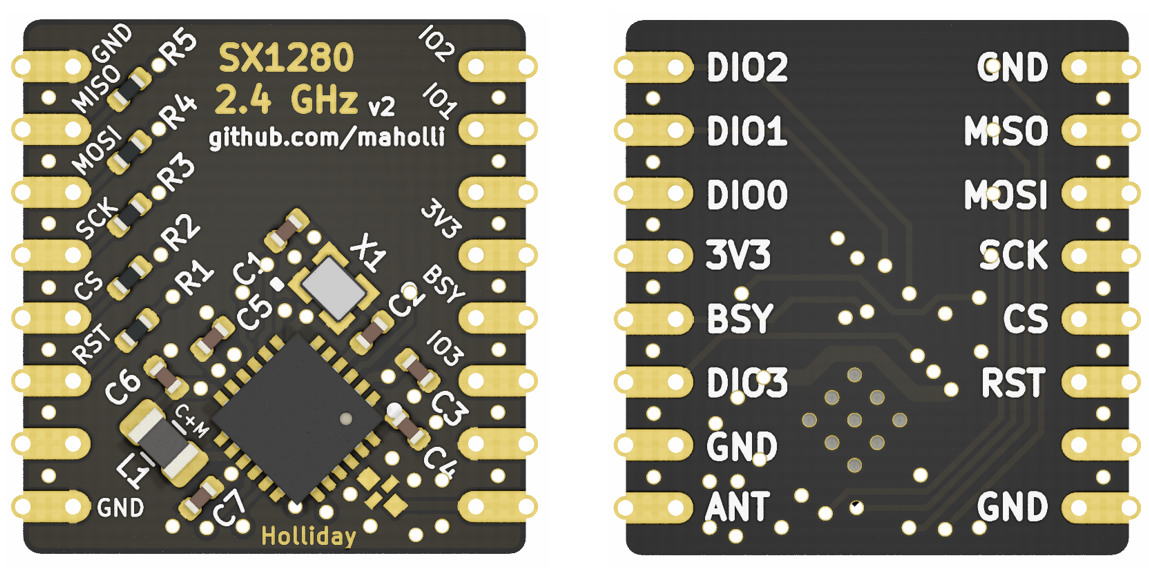 GND
R5
SX1280
IO2
MISO
2.4 GHz v2
IO1
R4
MOSI
github.com/maholli
R3
SCK
3V3
R2
X1
CS
R1
C1
BSY
C5
C2
RST
IO3
C6
C+M
C3
L1
C4
GND
C7
Holliday
DIO2
GND
DIO1
MISO
DIO0
MOSI
3V3
SCK
BSY
CS
DIO3
RST
GND
ANT
GND